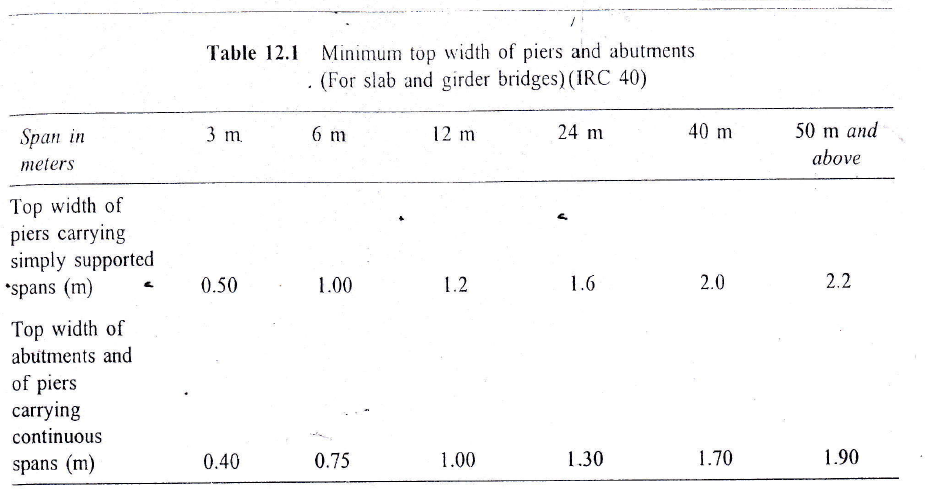 Table 12.1 Minimum top width of piers and abutments
(For slab and girder bridges)(IRC 40)
Span in 3 m 6 m 12 m 24 m 40 m 50 m and
meters above
Top width of
piers carrying
simply supported
spans (m) 0.50 1.00 1.2 1.6 2.0 2.2
Top width of
abutments and
of piers
carrying
continuous
spans (m) 0.40 0.75 1.00 1.30 1.70 1.90